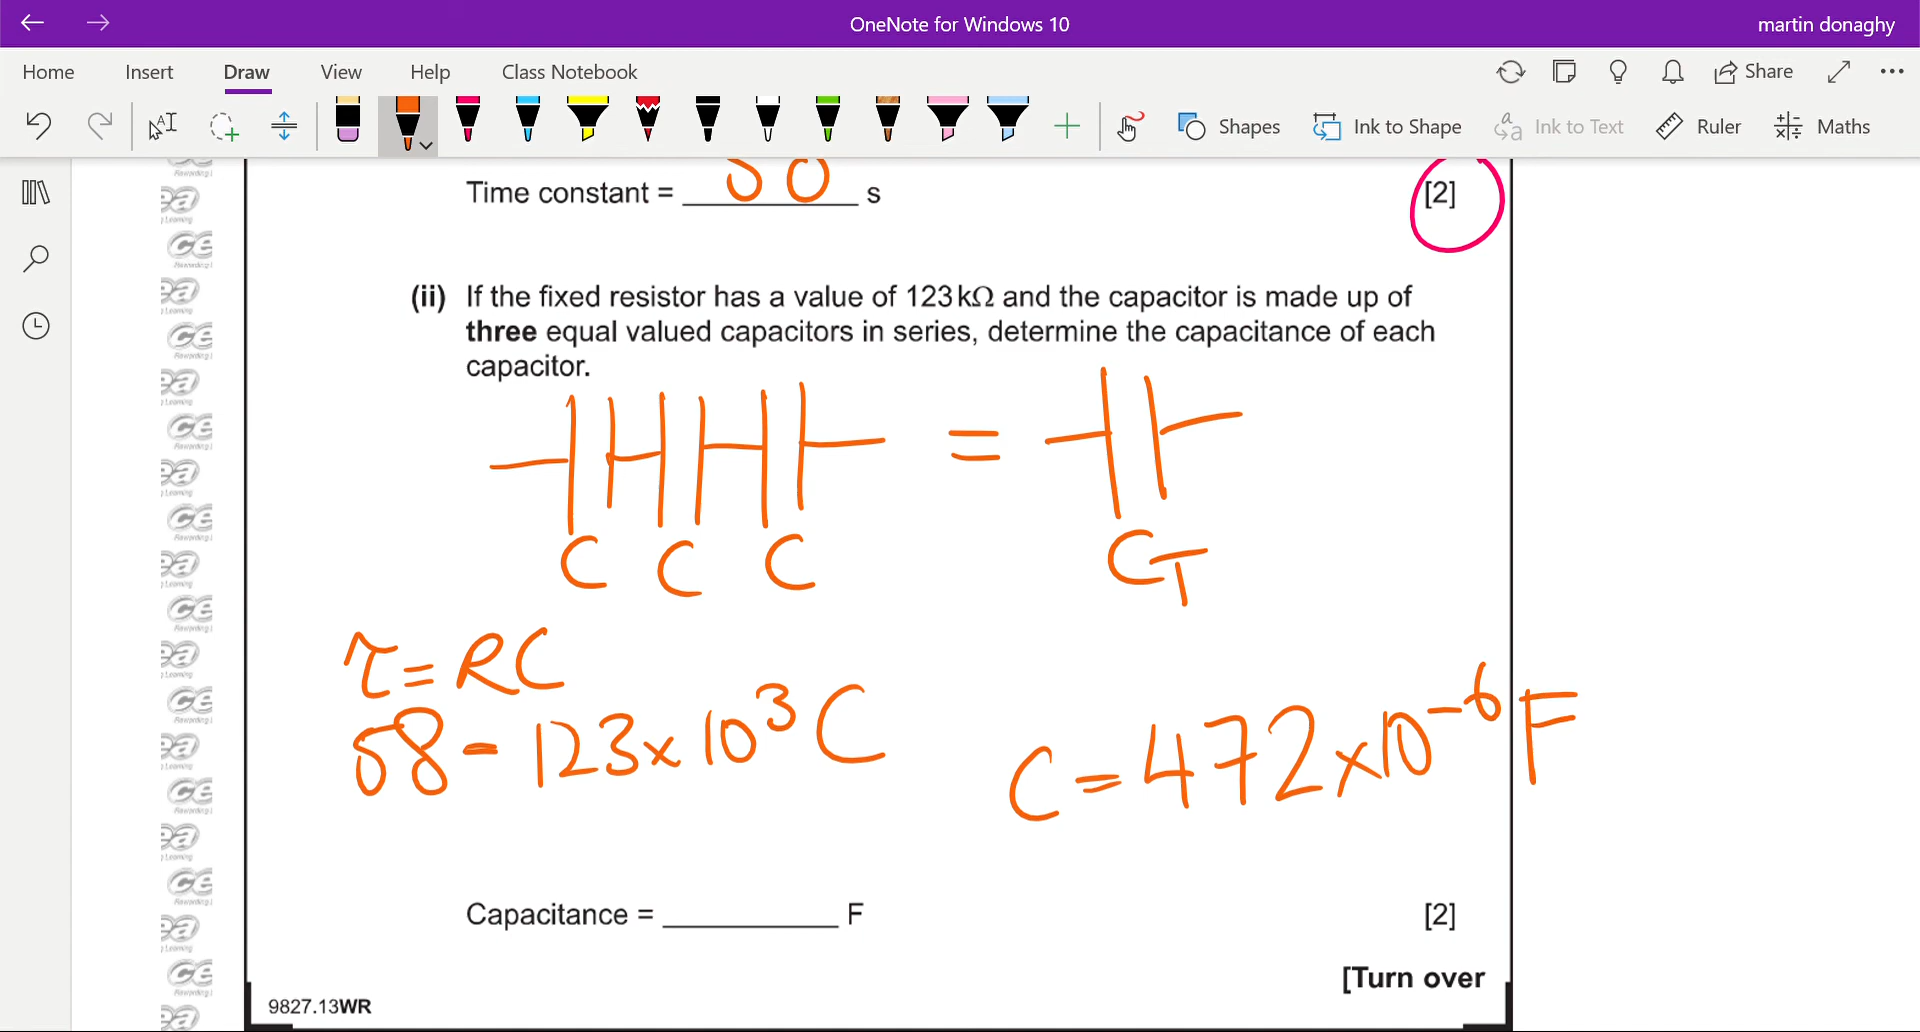 OneNote for Windows 10
martin donaghy
Home Insert Draw View Help Class Notebook
Share
Shapes Ink to Shape Ink to Text Ruler Maths
Time constant = s [2]
(ii) If the fixed resistor has a value of 123 kΩ and the capacitor is made up of
three equal valued capacitors in series, determine the capacitance of each
capacitor.
=
C C C C_T
τ = RC
58 = 123 x 10³ C
C = 472 x 10⁻⁶ F
Capacitance = __________ F [2]
[Turn over
9827.13WR